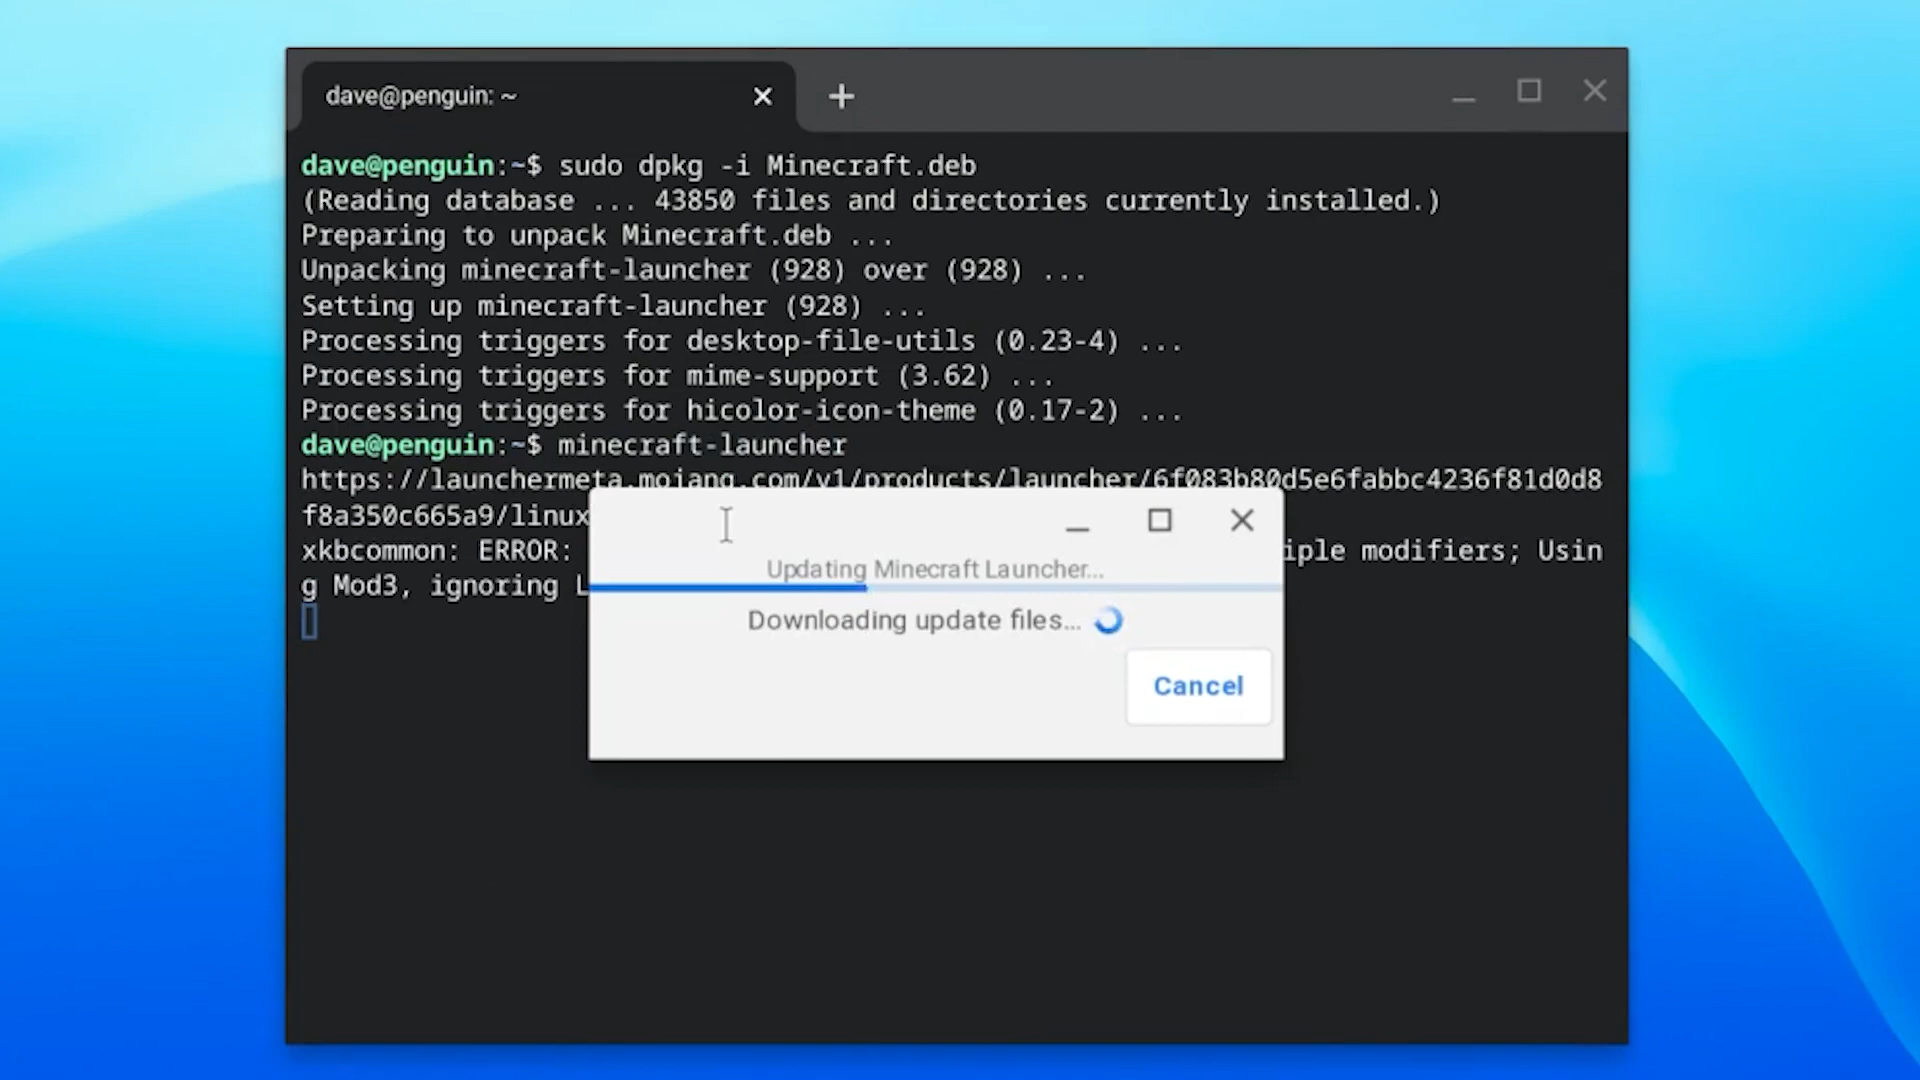 dave@penguin: ~
dave@penguin:~$ sudo dpkg -i Minecraft.deb
(Reading database ... 43850 files and directories currently installed.)
Preparing to unpack Minecraft.deb ...
Unpacking minecraft-launcher (928) over (928) ...
Setting up minecraft-launcher (928) ...
Processing triggers for desktop-file-utils (0.23-4) ...
Processing triggers for mime-support (3.62) ...
Processing triggers for hicolor-icon-theme (0.17-2) ...
dave@penguin:~$ minecraft-launcher
https://launchermeta.mojang.com/v1/products/launcher/6f083b80d5e6fabbc4236f81d0d8
f8a350c665a9/linux
xkbcommon: ERROR: iple modifiers; Usin
g Mod3, ignoring L
Updating Minecraft Launcher...
Downloading update files...
Cancel